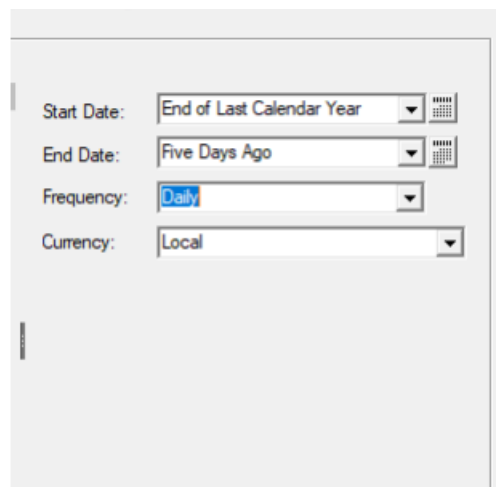 Start Date: End of Last Calendar Year
End Date: Five Days Ago
Frequency: Daily
Currency: Local